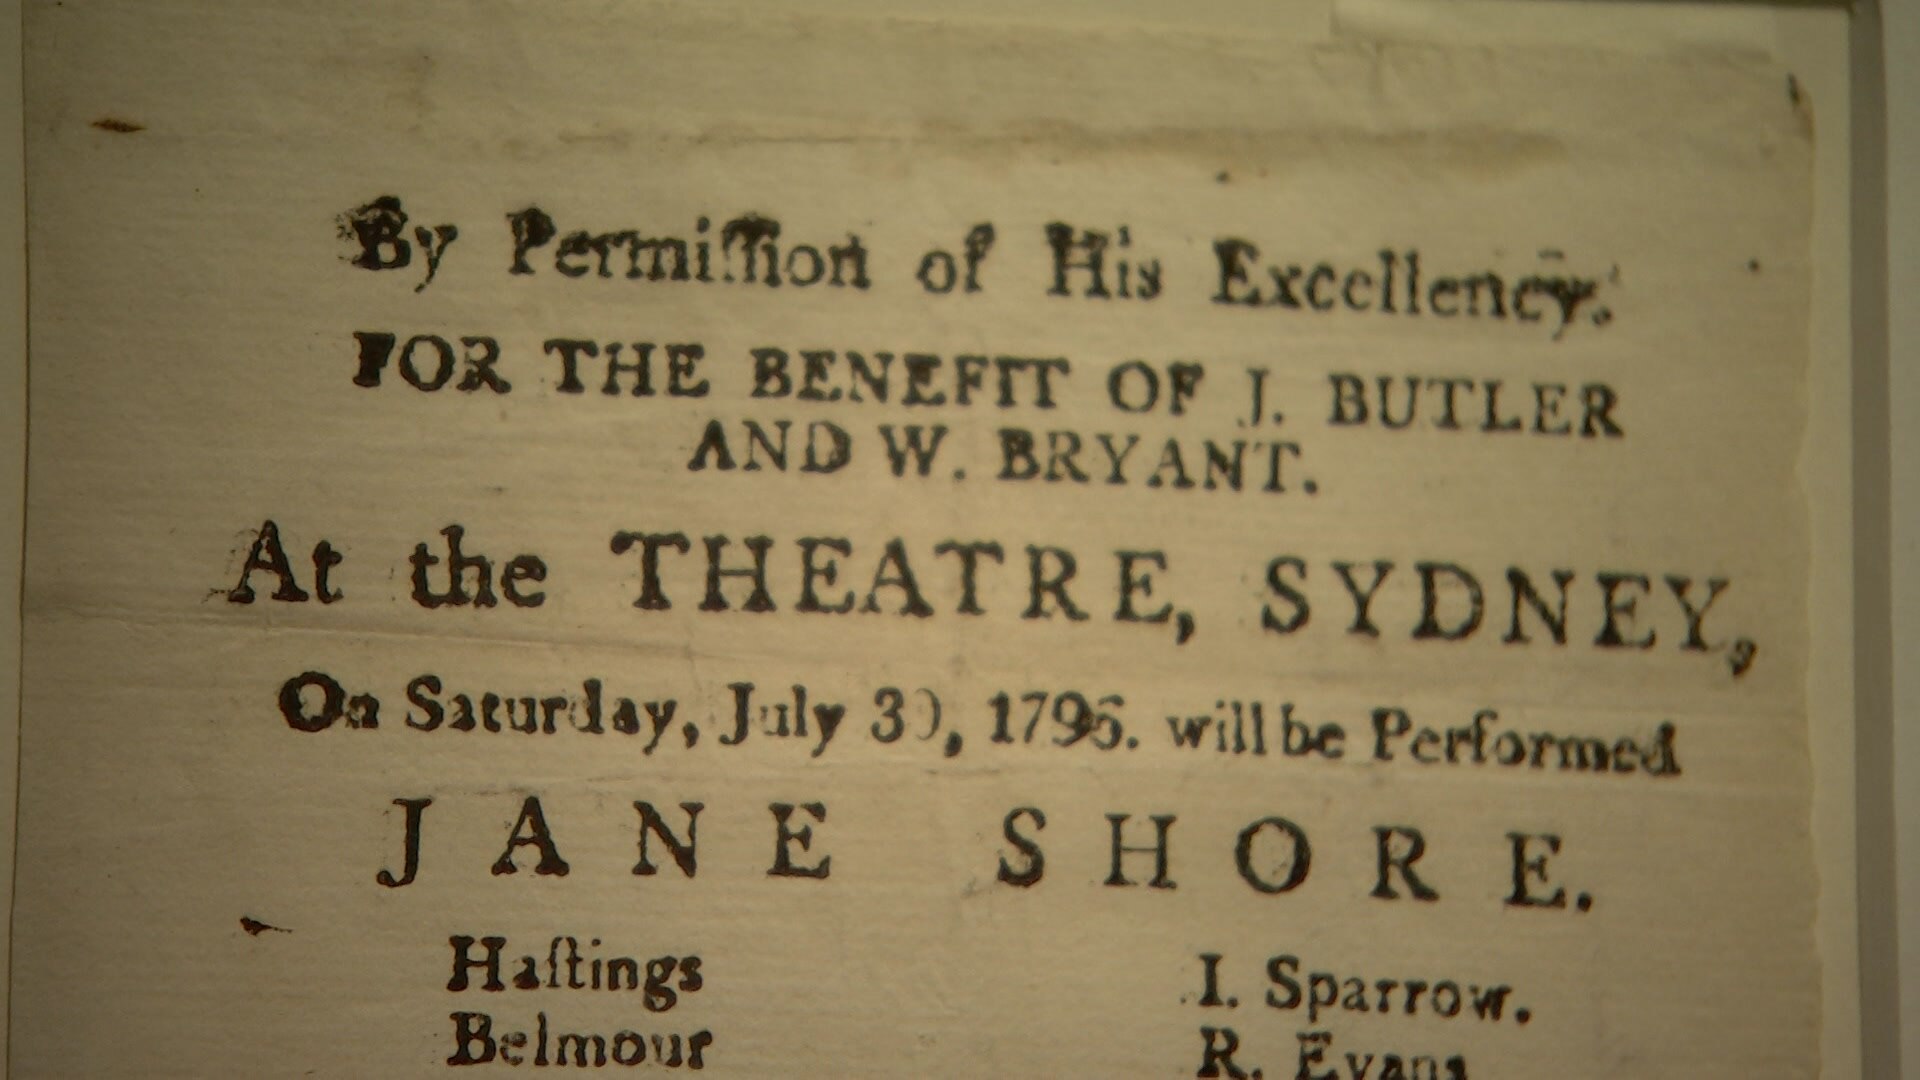 By Permiſſion of His Excellency.
FOR THE BENEFIT OF J. BUTLER
AND W. BRYANT.
At the THEATRE, SYDNEY,
On Saturday, July 30, 1796. will be Performed
JANE SHORE.
Haſtings I. Sparrow.
Belmour R. Evans